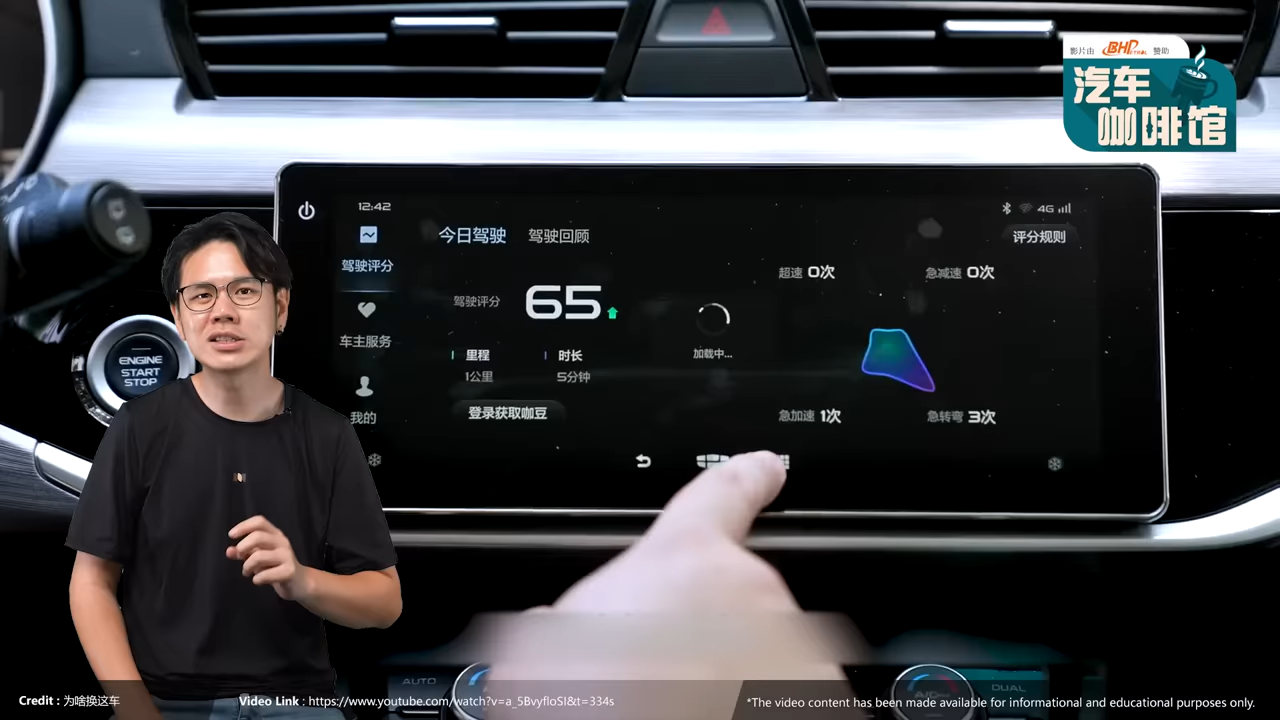 影片由 BHPETROL 赞助
汽车
咖啡馆
12:42
4G
驾驶评分
车主服务
我的
今日驾驶 驾驶回顾
评分规则
驾驶评分 65
里程 时长
1公里 5分钟
登录获取咖豆
加载中...
超速 0次 急减速 0次
急加速 1次 急转弯 3次
ENGINE
START
STOP
AUTO
A/C
DUAL
Credit : 为啥换这车 Video Link : https://www.youtube.com/watch?v=a_5BvyfloSI&t=334s *The video content has been made available for informational and educational purposes only.